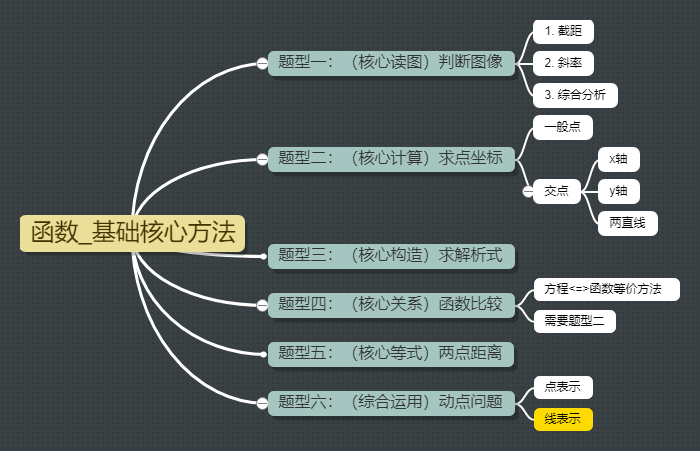 函数_基础核心方法
题型一：（核心读图）判断图像
1. 截距
2. 斜率
3. 综合分析
题型二：（核心计算）求点坐标
一般点
交点
x轴
y轴
两直线
题型三：（核心构造）求解析式
题型四：（核心关系）函数比较
方程<=>函数等价方法
需要题型二
题型五：（核心等式）两点距离
题型六：（综合运用）动点问题
点表示
线表示